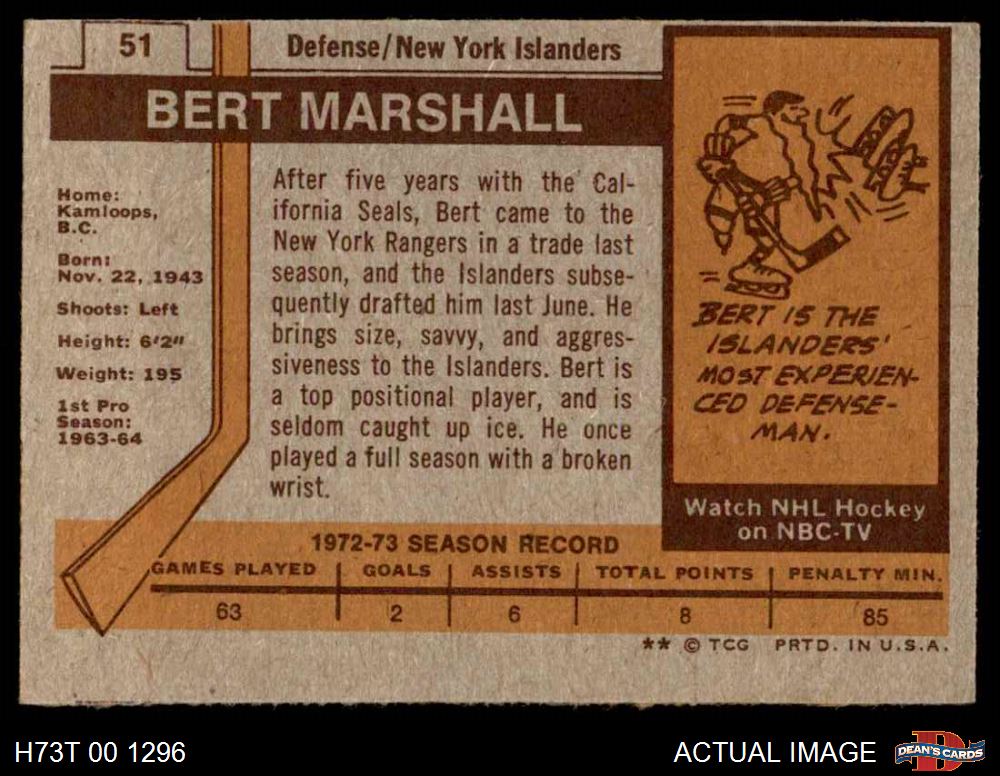 51
Defense/New York Islanders
BERT MARSHALL
Home:
Kamloops,
B.C.
Born:
Nov. 22, 1943
Shoots: Left
Height: 6'2"
Weight: 195
1st Pro
Season:
1963-64
After five years with the Cal-
ifornia Seals, Bert came to the
New York Rangers in a trade last
season, and the Islanders subse-
quently drafted him last June. He
brings size, savvy, and aggres-
siveness to the Islanders. Bert is
a top positional player, and is
seldom caught up ice. He once
played a full season with a broken
wrist.
BERT IS THE
ISLANDERS'
MOST EXPERIEN-
CED DEFENSE-
MAN.
Watch NHL Hockey
on NBC-TV
1972-73 SEASON RECORD
GAMES PLAYED GOALS ASSISTS TOTAL POINTS PENALTY MIN.
63 2 6 8 85
** © TCG PRTD. IN U.S.A.
H73T 00 1296
ACTUAL IMAGE
DEAN'S CARDS